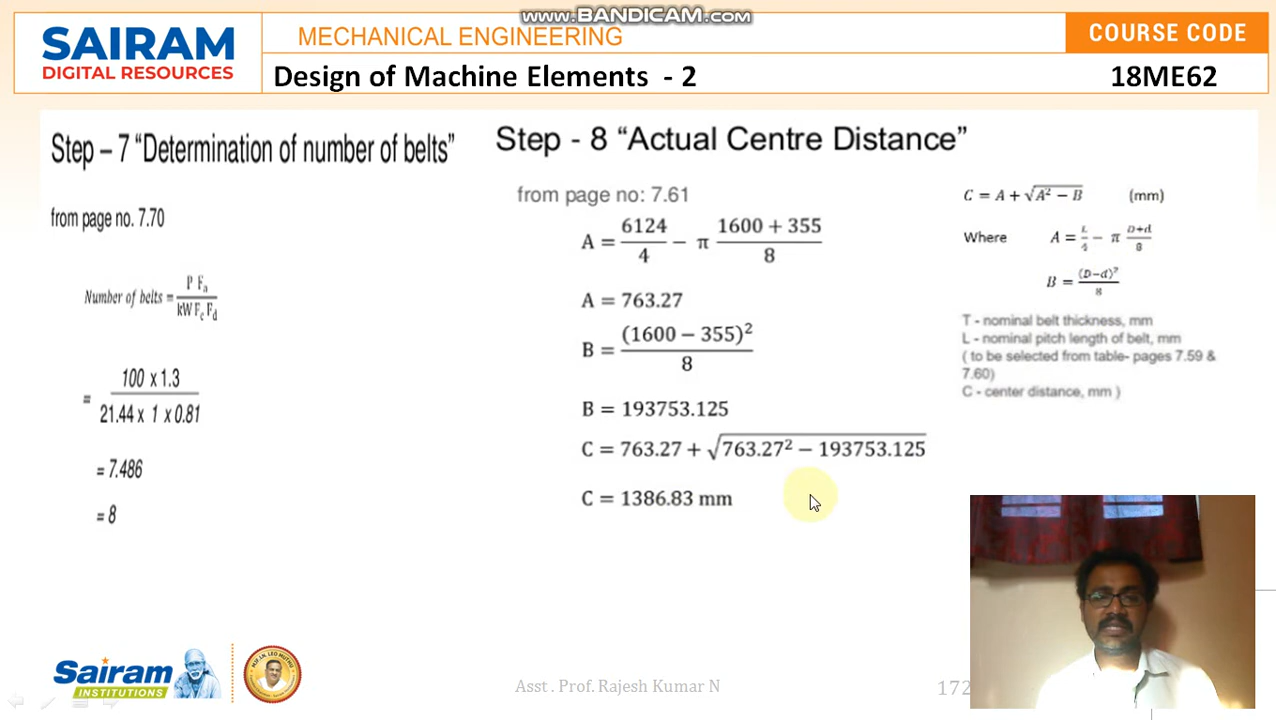 www.BANDICAM.com
SAIRAM
DIGITAL RESOURCES
MECHANICAL ENGINEERING
COURSE CODE
Design of Machine Elements - 2
18ME62
Step – 7 “Determination of number of belts”
from page no. 7.70
Number of belts = P Fa / kW Fc Fd
= 100 x 1.3 / 21.44 x 1 x 0.81
= 7.486
= 8
Step - 8 “Actual Centre Distance”
from page no: 7.61
A = 6124/4 − π (1600 + 355)/8
A = 763.27
B = (1600 − 355)²/8
B = 193753.125
C = 763.27 + √(763.27² − 193753.125)
C = 1386.83 mm
C = A + √(A² − B) (mm)
Where A = L/4 − π (D+d)/8
B = (D−d)²/8
T - nominal belt thickness, mm
L - nominal pitch length of belt, mm
( to be selected from table- pages 7.59 &
7.60)
C - center distance, mm )
Sairam
INSTITUTIONS
Asst . Prof. Rajesh Kumar N
172